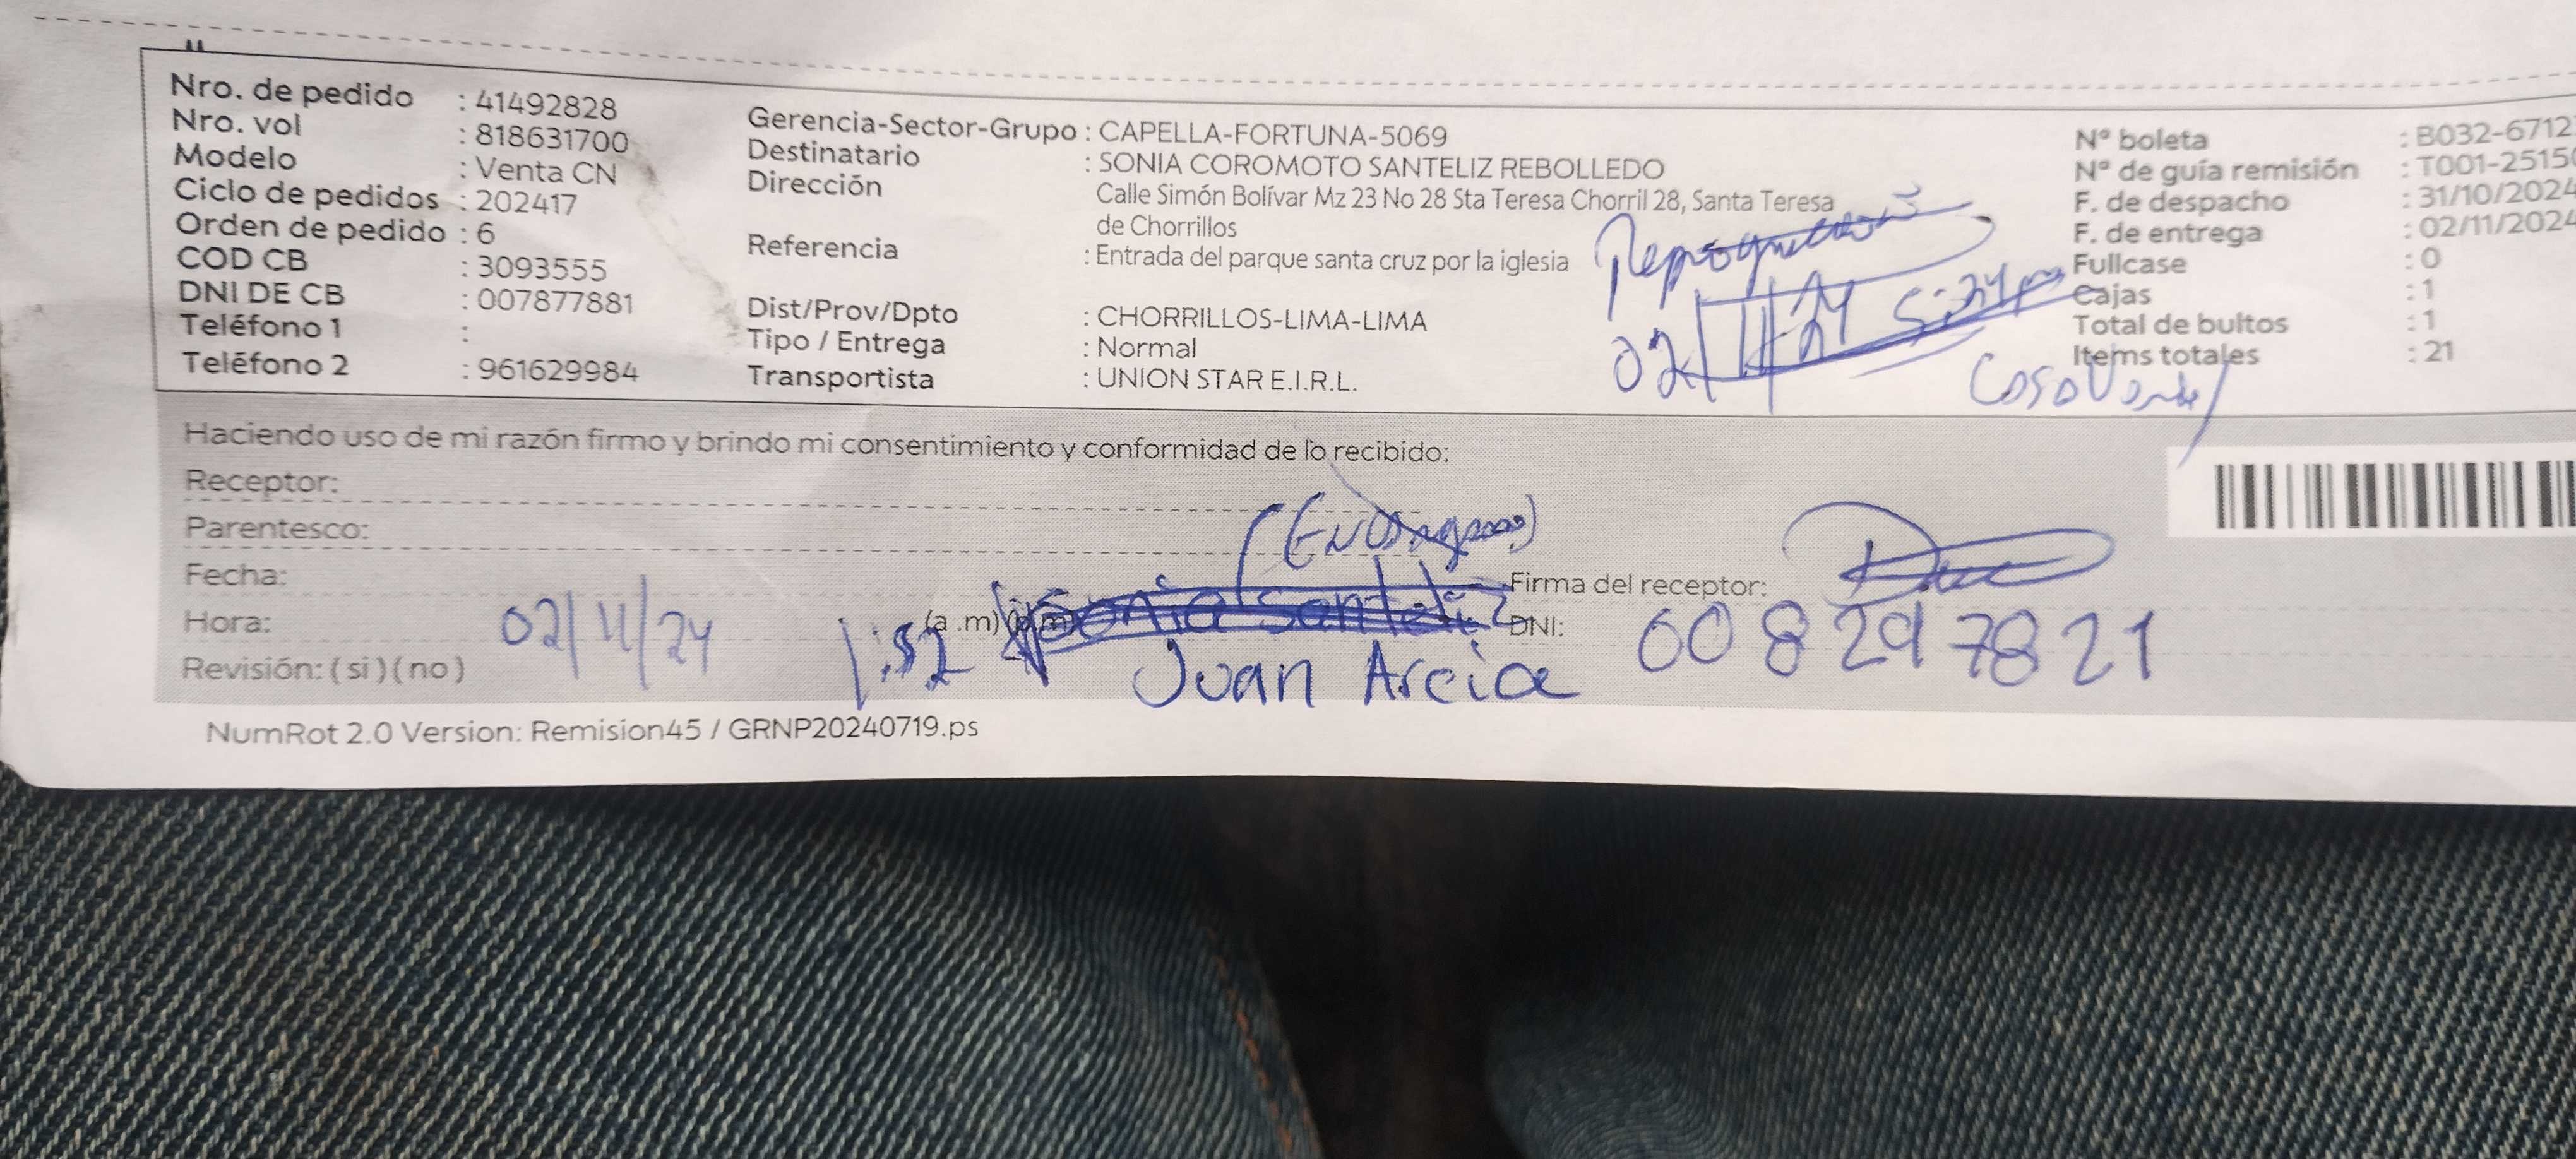 Nro. de pedido : 41492828
Nro. vol : 818631700
Modelo : Venta CN
Ciclo de pedidos : 202417
Orden de pedido : 6
COD CB : 3093555
DNI DE CB : 007877881
Teléfono 1 :
Teléfono 2 : 961629984
Gerencia-Sector-Grupo : CAPELLA-FORTUNA-5069
Destinatario : SONIA COROMOTO SANTELIZ REBOLLEDO
Dirección Calle Simón Bolívar Mz 23 No 28 Sta Teresa Chorril 28, Santa Teresa
de Chorrillos
Referencia : Entrada del parque santa cruz por la iglesia
Dist/Prov/Dpto : CHORRILLOS-LIMA-LIMA
Tipo / Entrega : Normal
Transportista : UNION STAR E.I.R.L.
02/11/24
Nº boleta : B032-6712
Nº de guía remisión : T001-2515
F. de despacho : 31/10/2024
F. de entrega : 02/11/2024
Fullcase : 0
Cajas : 1
Total de bultos : 1
Items totales : 21
Haciendo uso de mi razón firmo y brindo mi consentimiento y conformidad de lo recibido:
Receptor:
Parentesco:
Fecha:
Hora: 02/11/24 1:52 (a .m) Sonia Santeliz
Juan Arcia
Firma del receptor:
DNI: 008297821
Revisión: ( si ) ( no )
NumRot 2.0 Version: Remision45 / GRNP20240719.ps